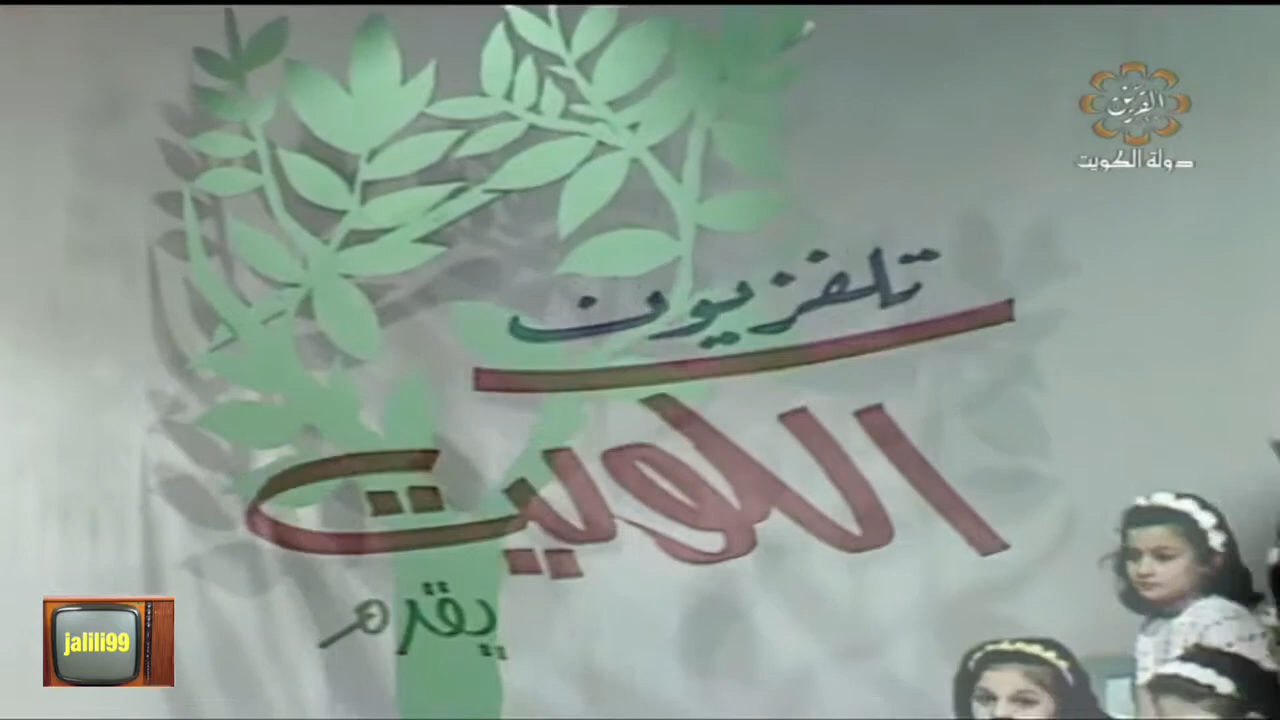 القرين
دولة الكويت
تلفزيون
الكويت
يقدم
jalili99